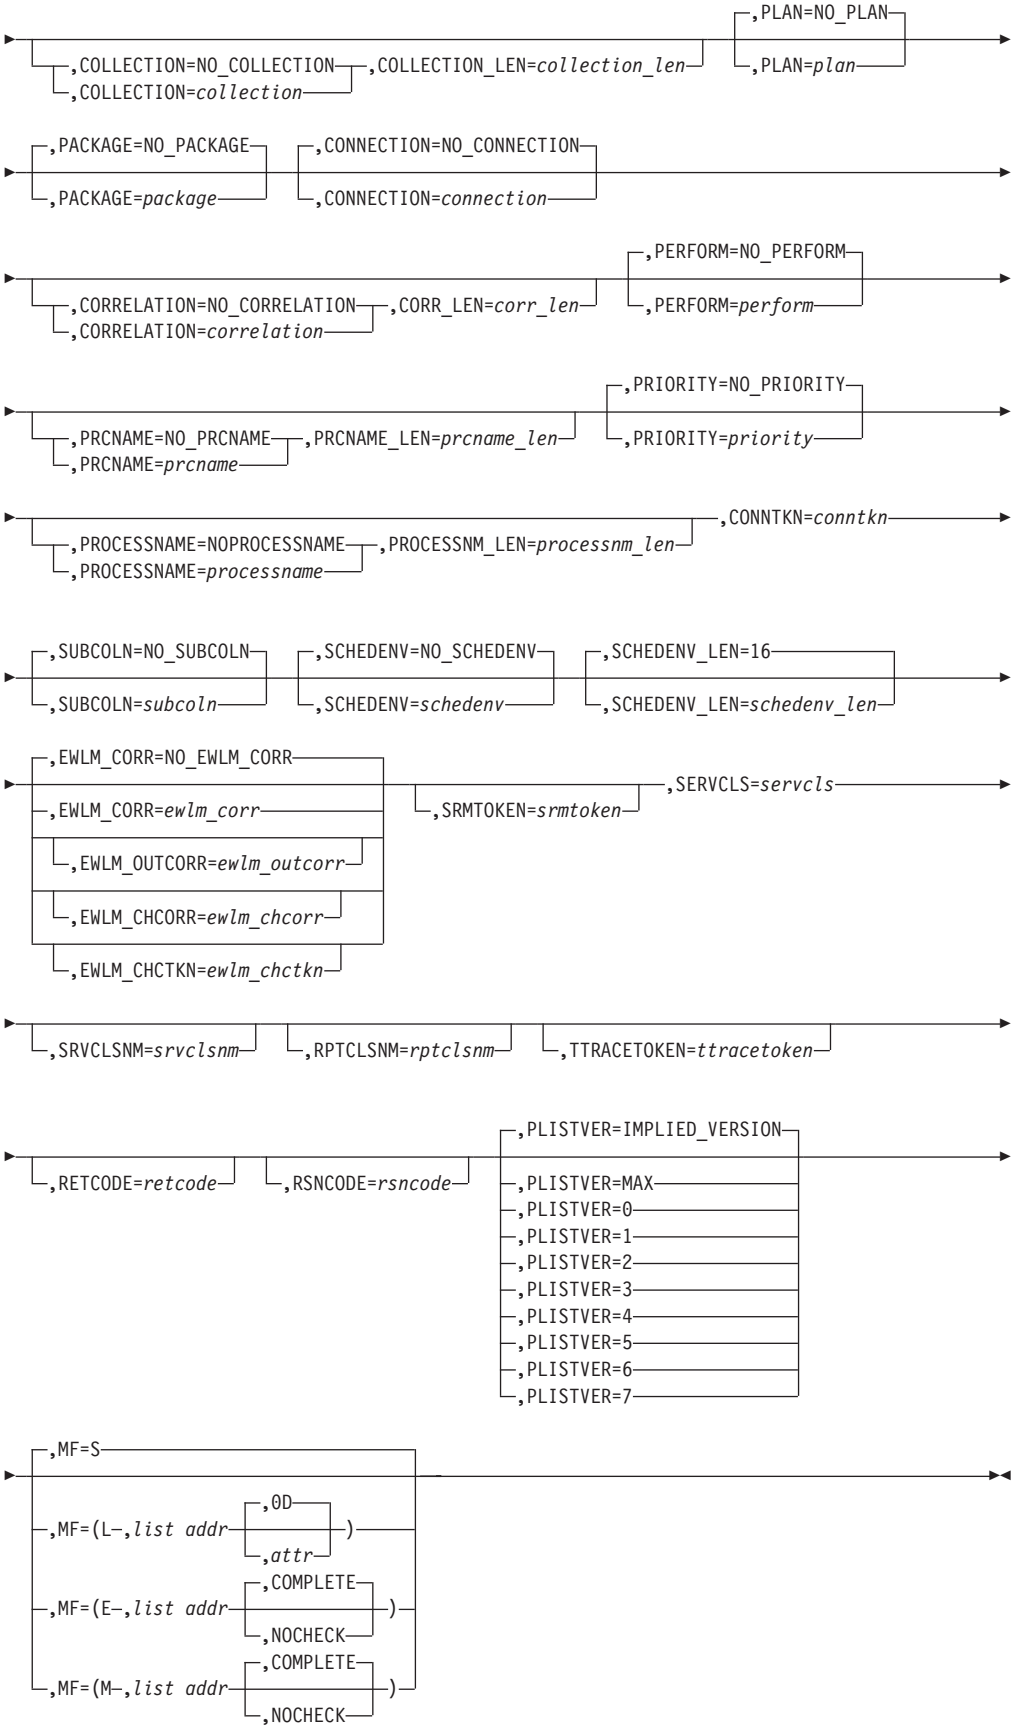 ,PLAN=NO_PLAN
,COLLECTION=NO_COLLECTION ,COLLECTION_LEN=collection_len ,PLAN=plan
,COLLECTION=collection
,PACKAGE=NO_PACKAGE ,CONNECTION=NO_CONNECTION
,PACKAGE=package ,CONNECTION=connection
,PERFORM=NO_PERFORM
,CORRELATION=NO_CORRELATION ,CORR_LEN=corr_len ,PERFORM=perform
,CORRELATION=correlation
,PRIORITY=NO_PRIORITY
,PRCNAME=NO_PRCNAME ,PRCNAME_LEN=prcname_len ,PRIORITY=priority
,PRCNAME=prcname
,CONNTKN=conntkn
,PROCESSNAME=NOPROCESSNAME ,PROCESSNM_LEN=processnm_len
,PROCESSNAME=processname
,SUBCOLN=NO_SUBCOLN ,SCHEDENV=NO_SCHEDENV ,SCHEDENV_LEN=16
,SUBCOLN=subcoln ,SCHEDENV=schedenv ,SCHEDENV_LEN=schedenv_len
,EWLM_CORR=NO_EWLM_CORR
,SERVCLS=servcls
,EWLM_CORR=ewlm_corr ,SRMTOKEN=srmtoken
,EWLM_OUTCORR=ewlm_outcorr
,EWLM_CHCORR=ewlm_chcorr
,EWLM_CHCTKN=ewlm_chctkn
,SRVCLSNM=srvclsnm ,RPTCLSNM=rptclsnm ,TTRACETOKEN=ttracetoken
,PLISTVER=IMPLIED_VERSION
,RETCODE=retcode ,RSNCODE=rsncode ,PLISTVER=MAX
,PLISTVER=0
,PLISTVER=1
,PLISTVER=2
,PLISTVER=3
,PLISTVER=4
,PLISTVER=5
,PLISTVER=6
,PLISTVER=7
,MF=S
,0D
,MF=(L ,list addr )
,attr
,COMPLETE
,MF=(E ,list addr )
,NOCHECK
,COMPLETE
,MF=(M ,list addr )
,NOCHECK